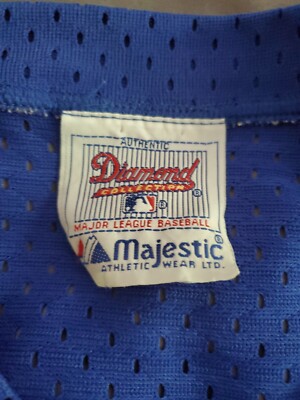 AUTHENTIC
Diamond
COLLECTION ®
®
MAJOR LEAGUE BASEBALL
Majestic ®
ATHLETIC WEAR LTD.